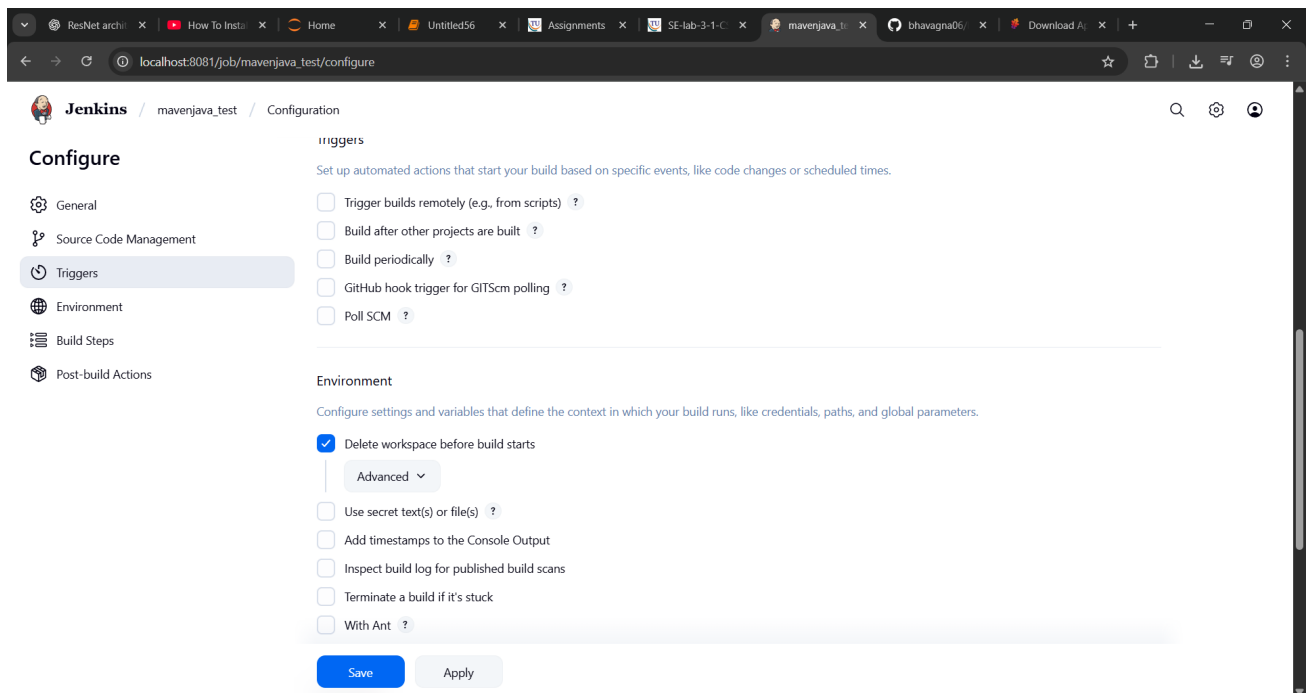 ResNet archit
How To Insta
Home
Untitled56
Assignments
SE-lab-3-1-C
mavenjava_te
bhavagna06/
Download Ap
localhost:8081/job/mavenjava_test/configure
Jenkins / mavenjava_test / Configuration
Configure
General
Source Code Management
Triggers
Environment
Build Steps
Post-build Actions
Triggers
Set up automated actions that start your build based on specific events, like code changes or scheduled times.
Trigger builds remotely (e.g., from scripts) ?
Build after other projects are built ?
Build periodically ?
GitHub hook trigger for GITScm polling ?
Poll SCM ?
Environment
Configure settings and variables that define the context in which your build runs, like credentials, paths, and global parameters.
Delete workspace before build starts
Advanced
Use secret text(s) or file(s) ?
Add timestamps to the Console Output
Inspect build log for published build scans
Terminate a build if it's stuck
With Ant ?
Save
Apply